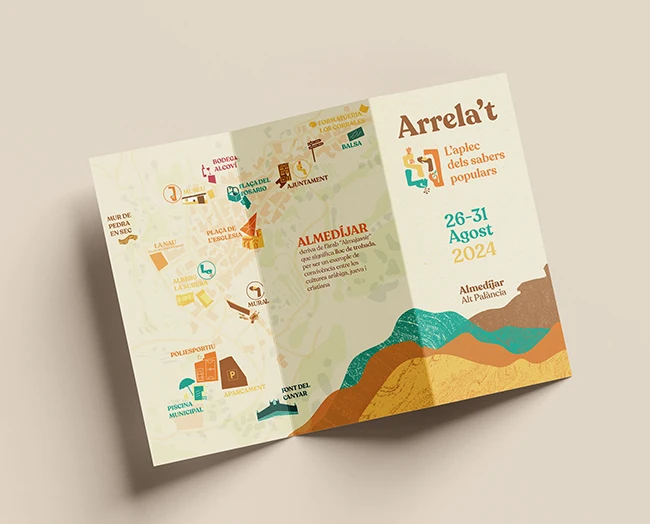 Arrela't
L'aplec
dels sabers
populars
26-31
Agost
2024
Almedíjar
Alt Palància
FORMATGERIA
LOS CORRALES
BALSA
AJUNTAMENT
ALMEDÍJAR
deriva de l'àrab "Almajasar"
que significa lloc de trobada,
per ser un exemple de
convivència entre les
cultures aràbiga, jueva i
cristiana
BODEGA
ALCOVÍ
MUSEU
PLAÇA DEL
ROSARIO
MUR DE
PEDRA
EN SEC
PLAÇA DE
L'ESGLÉSIA
LA NAU
ALBERG
LA SURERA
MURAL
POLIESPORTIU
P
APARCAMENT
PISCINA
MUNICIPAL
FONT DEL
CANYAR